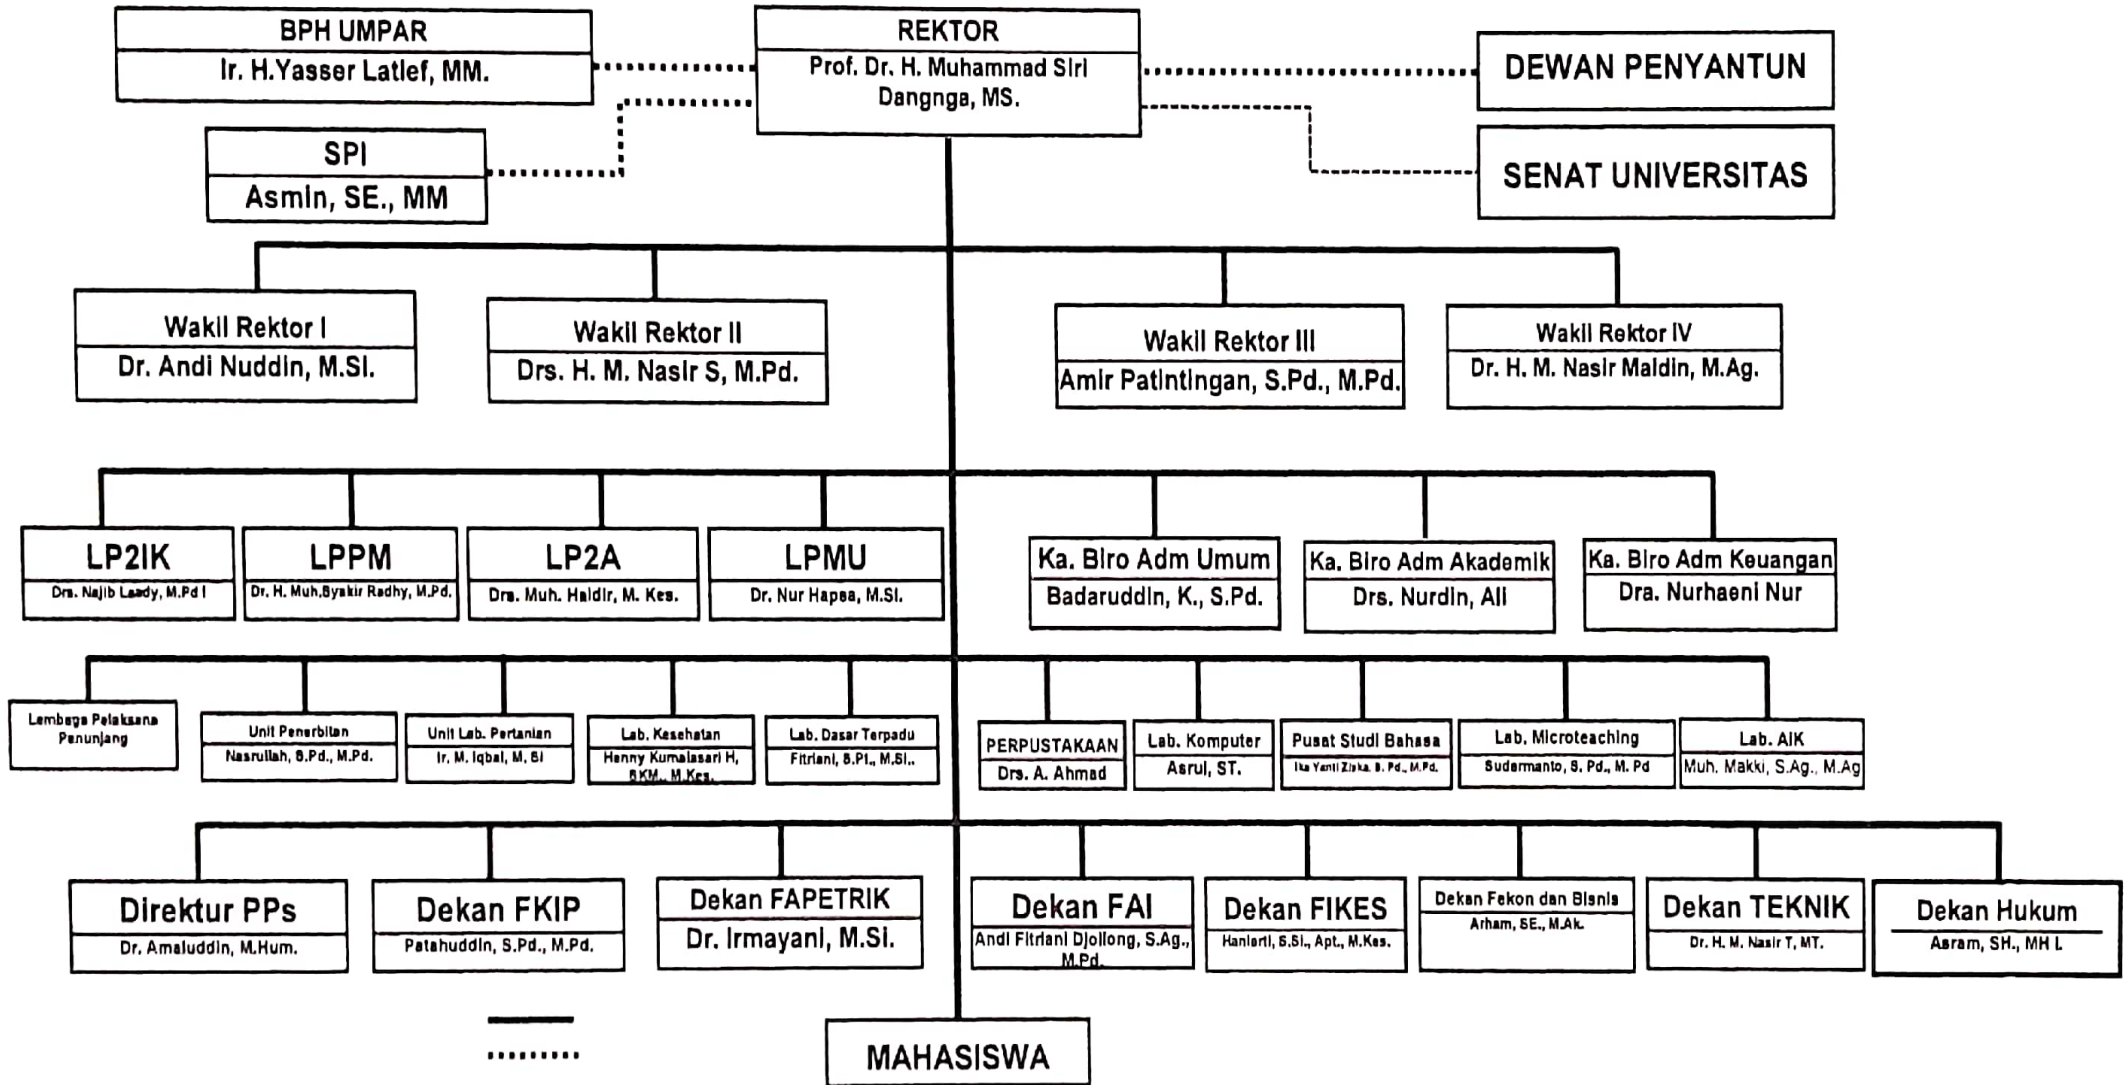 BPH UMPAR
Ir. H.Yasser Latief, MM.
REKTOR
Prof. Dr. H. Muhammad Siri
Dangnga, MS.
DEWAN PENYANTUN
SPI
Asmin, SE., MM
SENAT UNIVERSITAS
Wakil Rektor I
Dr. Andi Nuddin, M.Si.
Wakil Rektor II
Drs. H. M. Nasir S, M.Pd.
Wakil Rektor III
Amir Patintingan, S.Pd., M.Pd.
Wakil Rektor IV
Dr. H. M. Nasir Maidin, M.Ag.
LP2IK
Drs. Najib Laady, M.Pd I
LPPM
Dr. H. Muh.Syakir Radhy, M.Pd.
LP2A
Drs. Muh. Haidir, M. Kes.
LPMU
Dr. Nur Hapsa, M.Si.
Ka. Biro Adm Umum
Badaruddin, K., S.Pd.
Ka. Biro Adm Akademik
Drs. Nurdin, Ali
Ka. Biro Adm Keuangan
Dra. Nurhaeni Nur
Lembaga Pelaksana
Penunjang
Unit Penerbitan
Nasrullah, S.Pd., M.Pd.
Unit Lab. Pertanian
Ir. M. Iqbal, M, Si
Lab. Kesehatan
Henny Kumalasari H,
SKM., M.Kes.
Lab. Dasar Terpadu
Fitriani, S.Pt., M.Si..
PERPUSTAKAAN
Drs. A. Ahmad
Lab. Komputer
Asrul, ST.
Pusat Studi Bahasa
Ika Yanti Ziska, S. Pd., M.Pd.
Lab. Microteaching
Sudarmanto, S. Pd., M. Pd
Lab. AIK
Muh. Makki, S.Ag., M.Ag
Direktur PPs
Dr. Amaluddin, M.Hum.
Dekan FKIP
Patahuddin, S.Pd., M.Pd.
Dekan FAPETRIK
Dr. Irmayani, M.Si.
Dekan FAI
Andi Fitriani Djollong, S.Ag.,
M.Pd.
Dekan FIKES
Haniarti, S.Si., Apt., M.Kes.
Dekan Fekon dan Bisnis
Arham, SE., M.Ak.
Dekan TEKNIK
Dr. H. M. Nasir T, MT.
Dekan Hukum
Asram, SH., MH I.
MAHASISWA